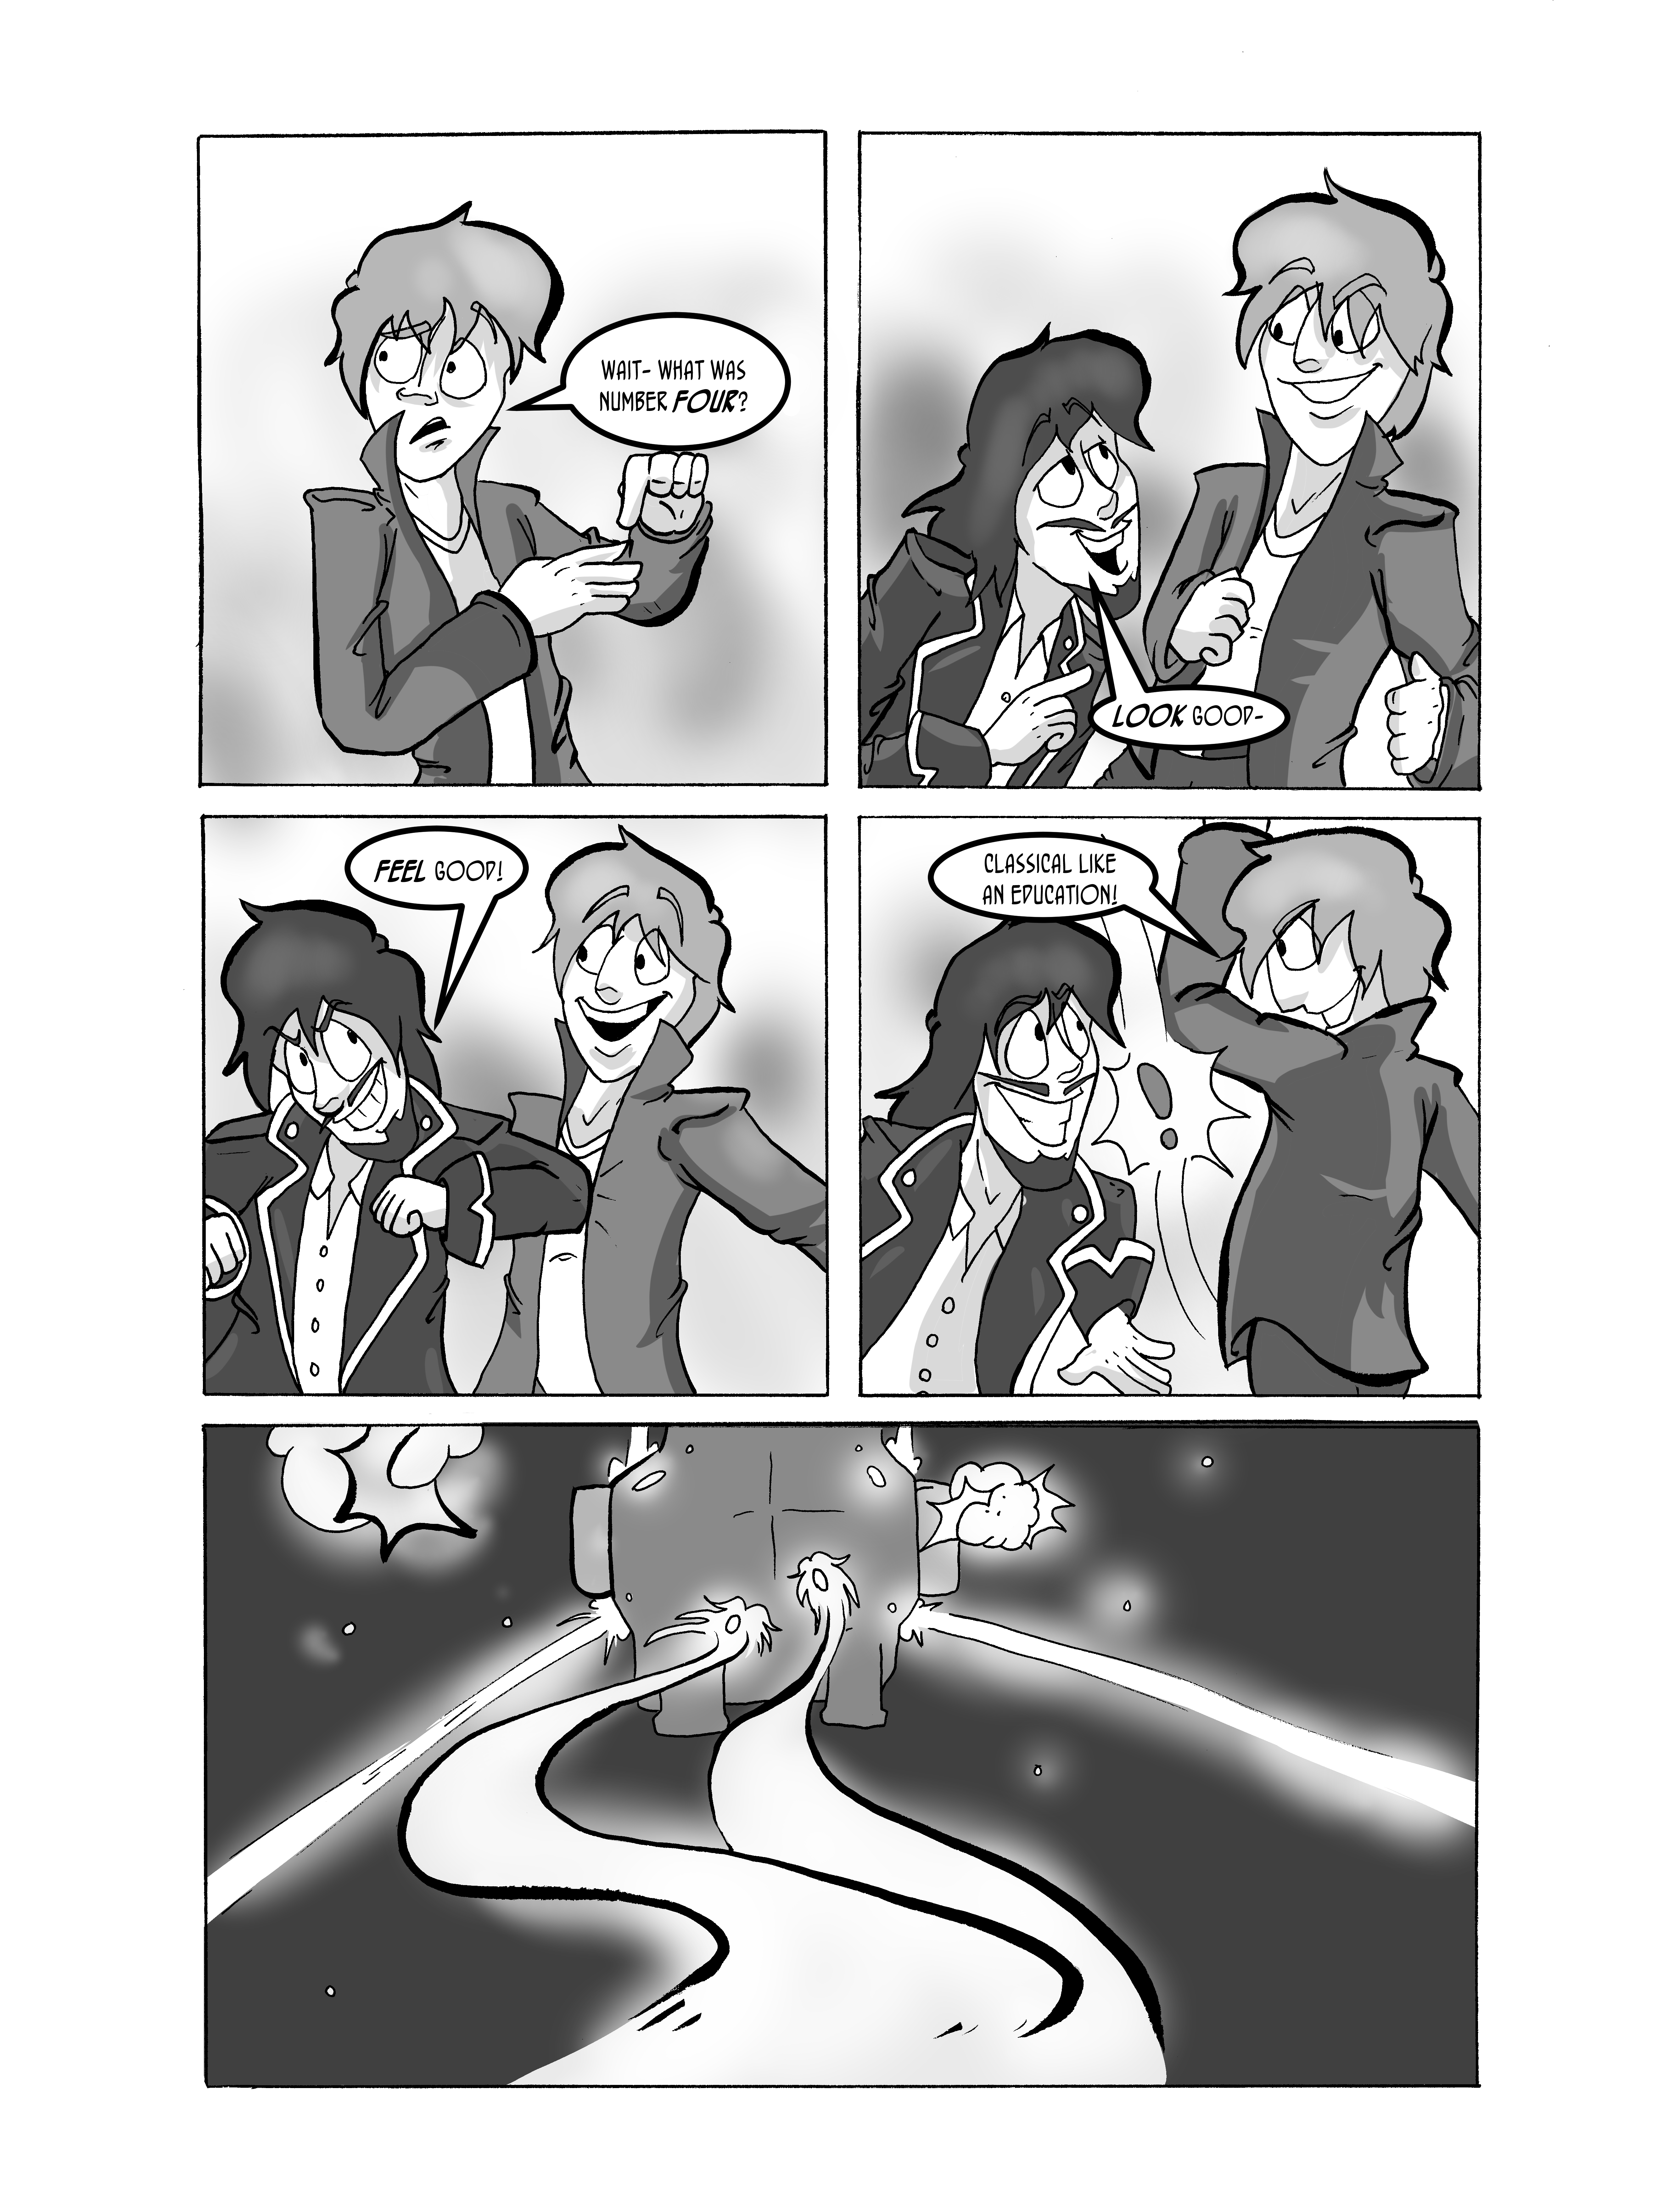 WAIT- WHAT WAS
NUMBER FOUR?
LOOK GOOD-
FEEL GOOD!
CLASSICAL LIKE
AN EDUCATION!